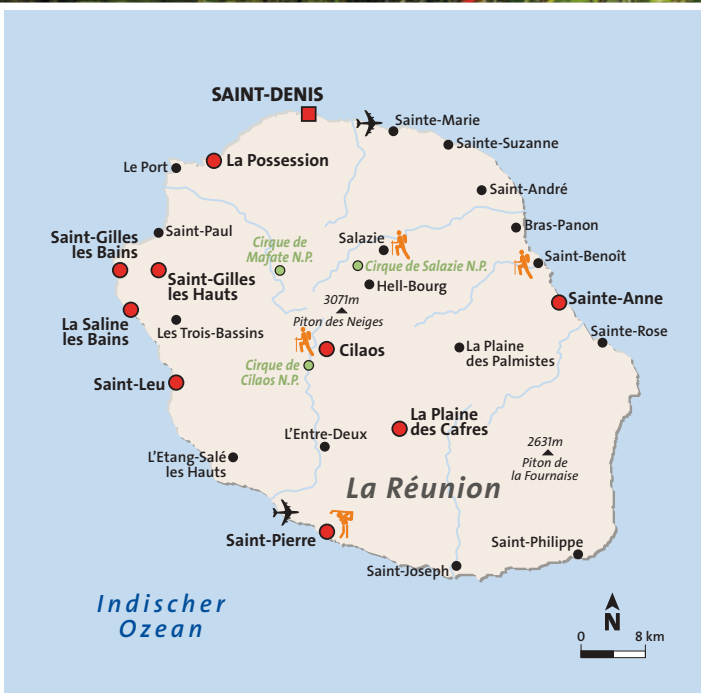 SAINT-DENIS
Sainte-Marie
Sainte-Suzanne
La Possession
Le Port
Saint-André
Bras-Panon
Saint-Paul
Saint-Gilles
les Bains
Cirque de
Mafate N.P.
Salazie
Saint-Benoît
Cirque de Salazie N.P.
Saint-Gilles
les Hauts
Hell-Bourg
3071m
Piton des Neiges
Sainte-Anne
La Saline
les Bains
Les Trois-Bassins
Sainte-Rose
Cilaos
La Plaine
des Palmistes
Cirque de
Cilaos N.P.
Saint-Leu
La Plaine
des Cafres
L'Entre-Deux
2631m
Piton de
la Fournaise
L'Etang-Salé
les Hauts
La Réunion
Saint-Pierre
Saint-Philippe
Saint-Joseph
Indischer
Ozean
N
0 8 km